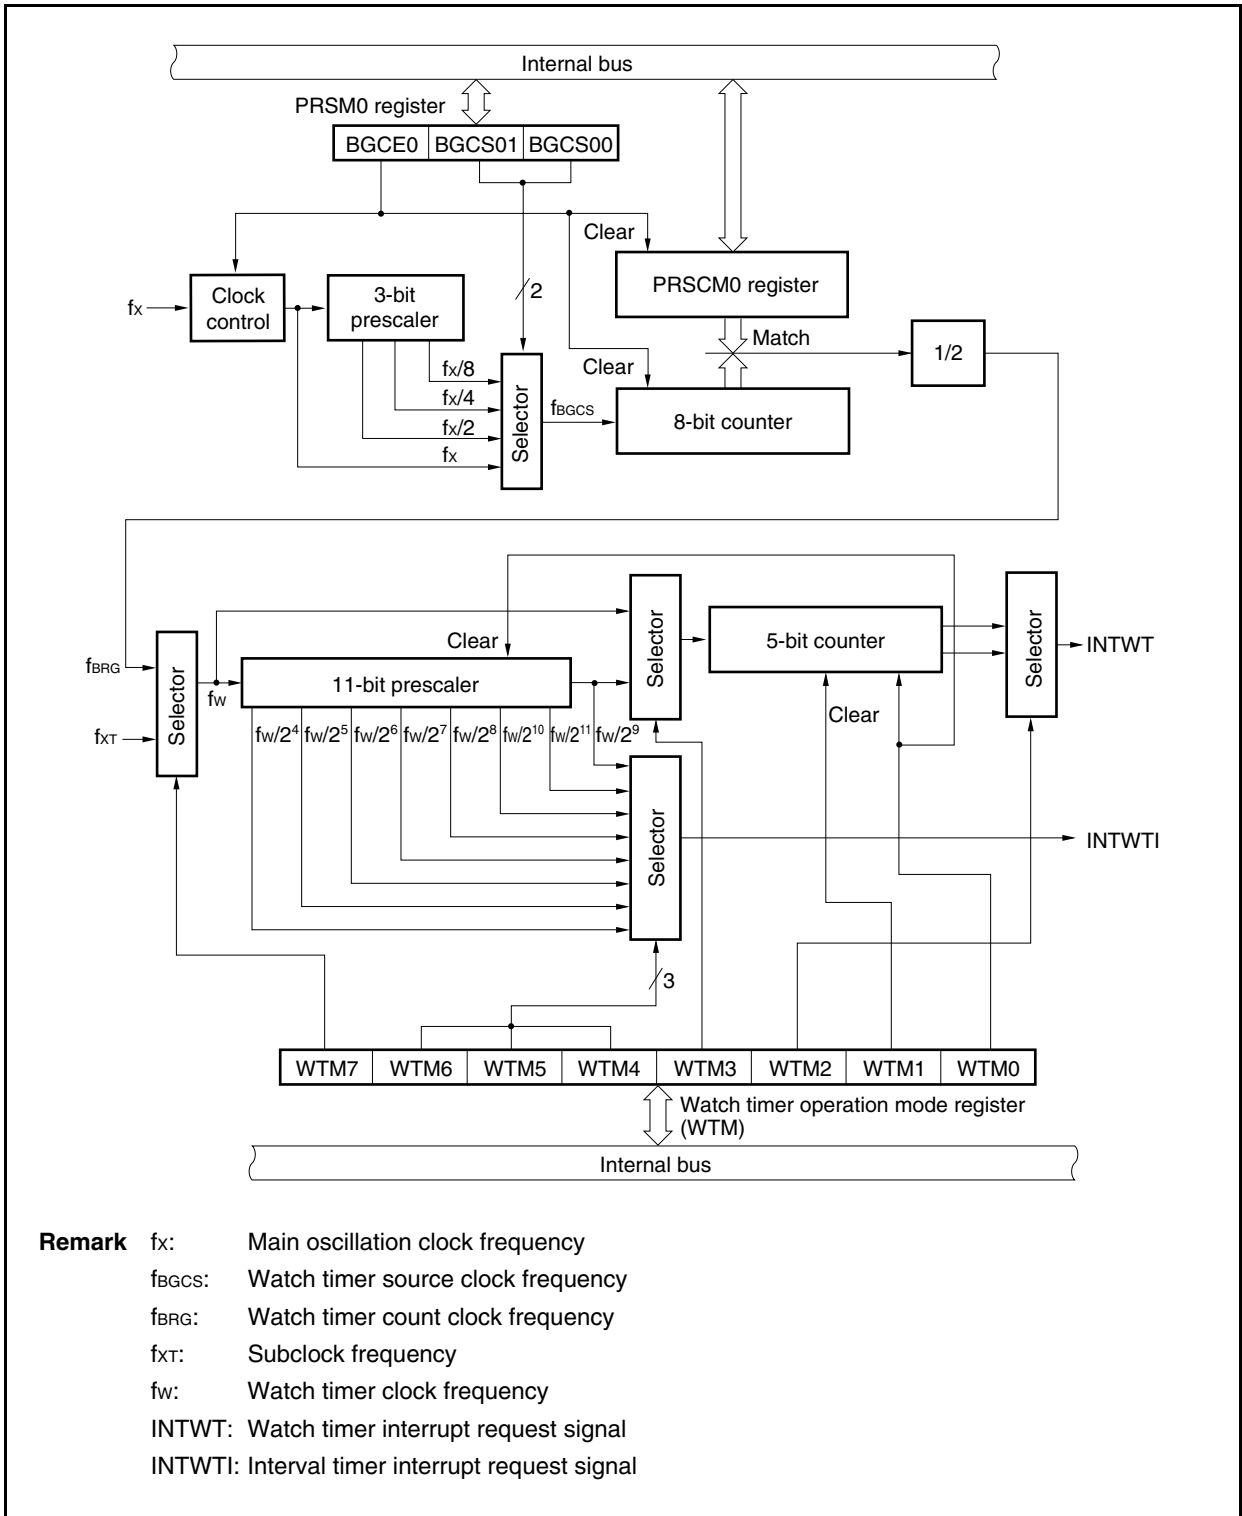 Internal bus
PRSM0 register
BGCE0 BGCS01 BGCS00
Clear
PRSCM0 register
2
fX
Clock
control
3-bit
prescaler
Match
1/2
Clear
fX/8
fX/4
fX/2
fX
Selector
fBGCS
8-bit counter
Selector
5-bit counter
Selector
INTWT
Clear
fBRG
fXT
Selector
fW
11-bit prescaler
Clear
fW/2⁴ fW/2⁵ fW/2⁶ fW/2⁷ fW/2⁸ fW/2¹⁰ fW/2¹¹ fW/2⁹
Selector
INTWTI
3
WTM7 WTM6 WTM5 WTM4 WTM3 WTM2 WTM1 WTM0
Watch timer operation mode register
(WTM)
Internal bus
Remark fX: Main oscillation clock frequency
fBGCS: Watch timer source clock frequency
fBRG: Watch timer count clock frequency
fXT: Subclock frequency
fW: Watch timer clock frequency
INTWT: Watch timer interrupt request signal
INTWTI: Interval timer interrupt request signal